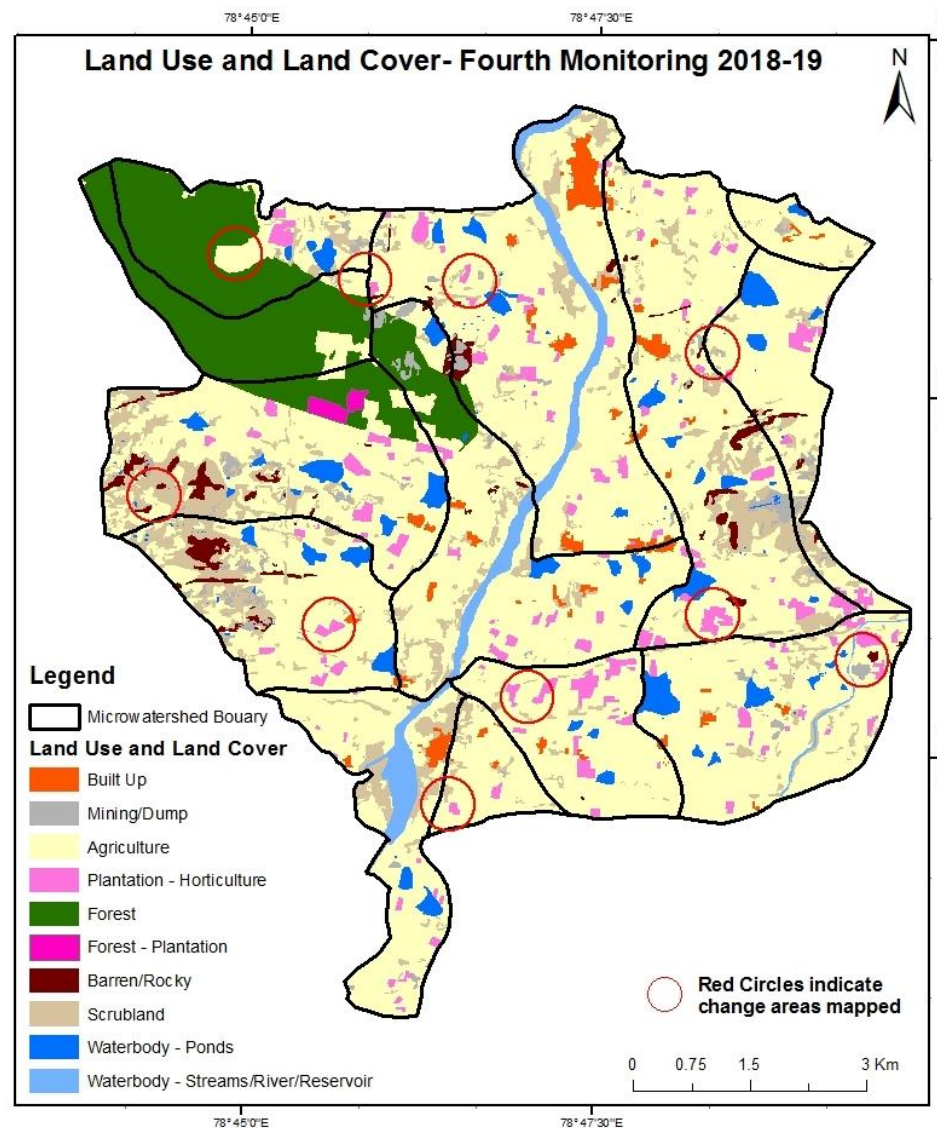 78°45'0"E
78°47'30"E
Land Use and Land Cover- Fourth Monitoring 2018-19
N
Legend
Microwatershed Bouary
Land Use and Land Cover
Built Up
Mining/Dump
Agriculture
Plantation - Horticulture
Forest
Forest - Plantation
Barren/Rocky
Scrubland
Waterbody - Ponds
Waterbody - Streams/River/Reservoir
Red Circles indicate
change areas mapped
0 0.75 1.5 3 Km
78°45'0"E
78°47'30"E